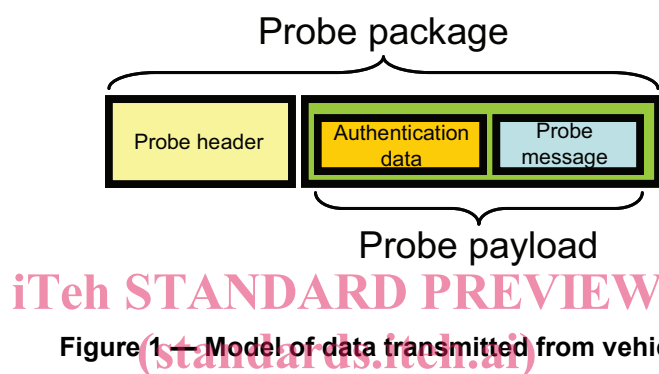 Probe package
Probe header
Authentication
data
Probe
message
Probe payload
iTeh STANDARD PREVIEW
Figure 1 — Model of data transmitted from vehic
(standards.iteh.ai)